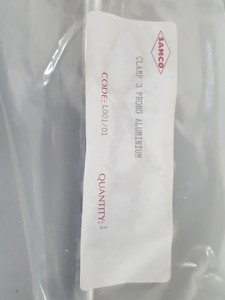 SAMCO
CLAMP 3 PRONG ALUMINIUM
CODE: L001/01
QUANTITY: 1